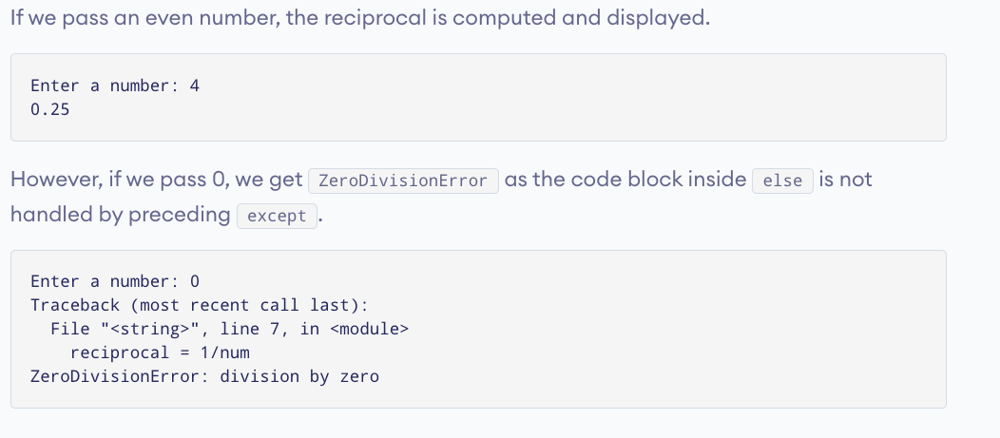 If we pass an even number, the reciprocal is computed and displayed.
Enter a number: 4
0.25
However, if we pass 0, we get ZeroDivisionError as the code block inside else is not
handled by preceding except.
Enter a number: 0
Traceback (most recent call last):
  File "<string>", line 7, in <module>
    reciprocal = 1/num
ZeroDivisionError: division by zero